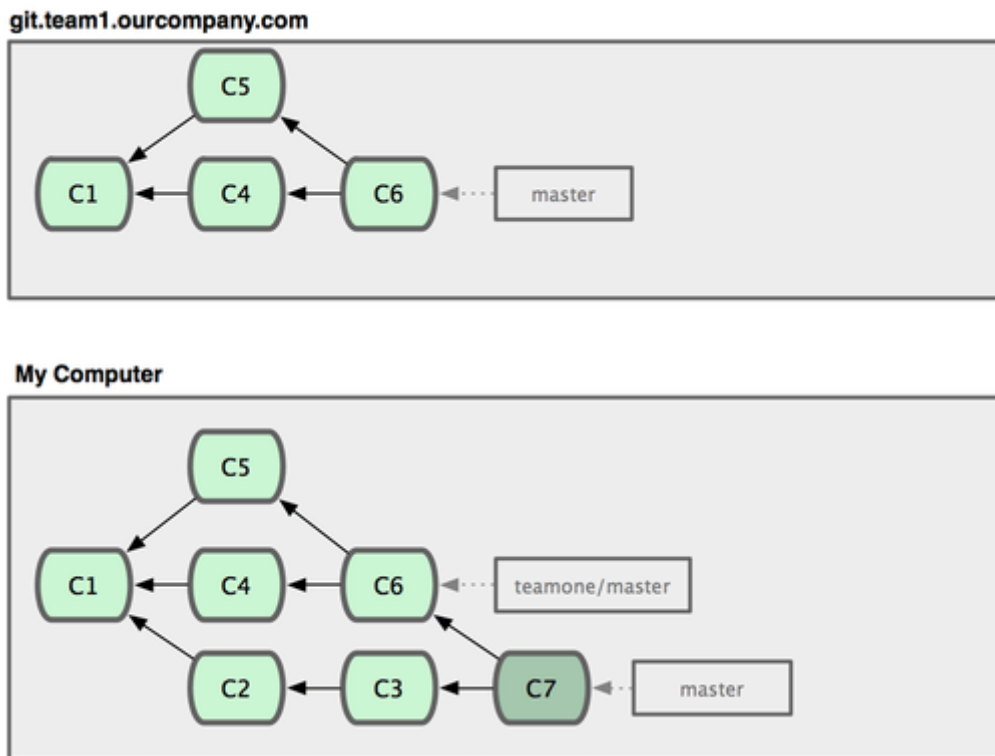 git.team1.ourcompany.com
C5
C1 C4 C6 master
My Computer
C5
C1 C4 C6 teamone/master
C2 C3 C7 master